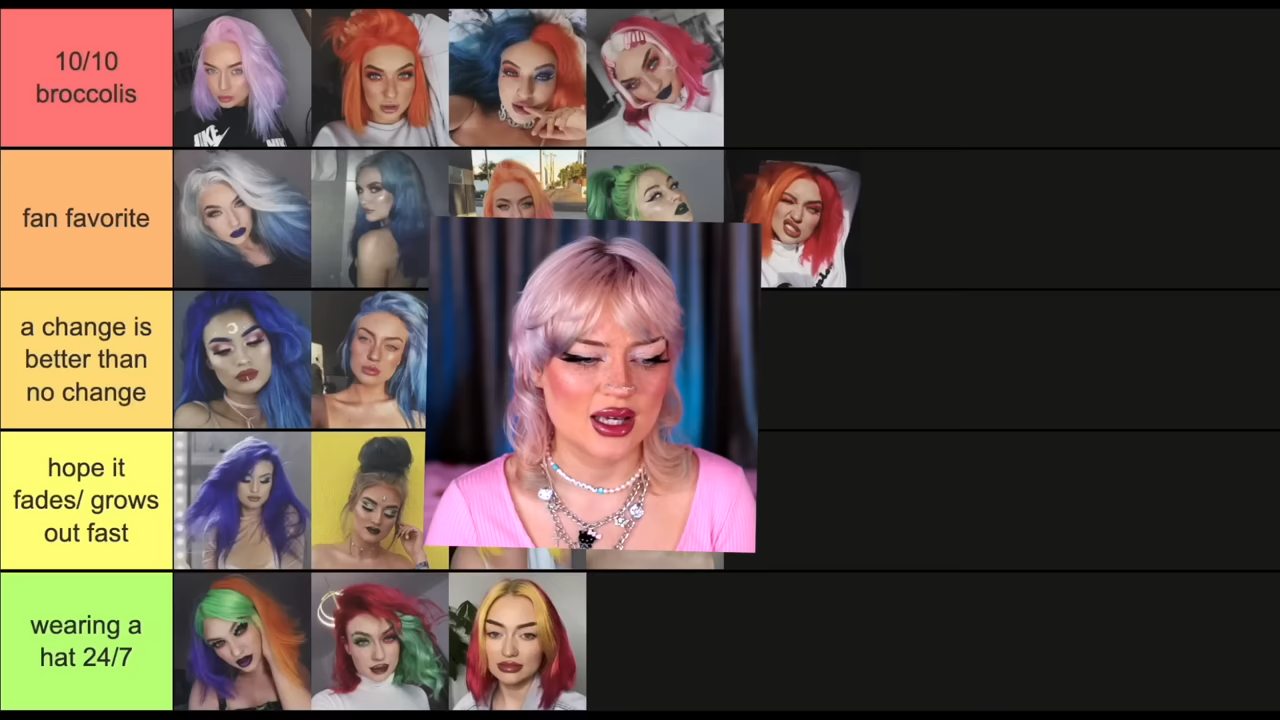 10/10
broccolis
NIKE
fan favorite
a change is
better than
no change
hope it
fades/ grows
out fast
wearing a
hat 24/7